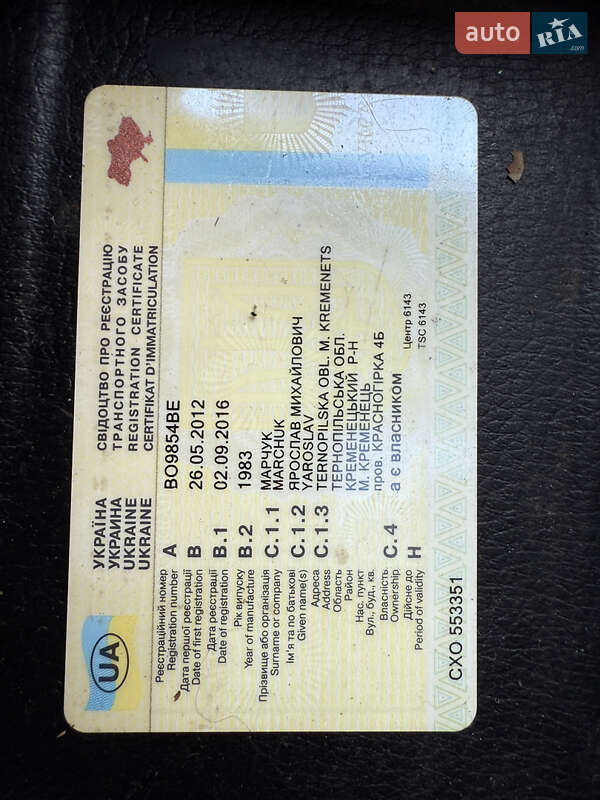 auto RIA .com
UA
УКРАЇНА
УКРАИНА
UKRAINE
UKRAINE
СВІДОЦТВО ПРО РЕЄСТРАЦІЮ
ТРАНСПОРТНОГО ЗАСОБУ
REGISTRATION CERTIFICATE
CERTIFICAT D'IMMATRICULATION
Реєстраційний номер A BO9854BE
Registration number
Дата першої реєстрації B 26.05.2012
Date of first registration
Дата реєстрації B.1 02.09.2016
Date of registration
Рік випуску B.2 1983
Year of manufacture
Прізвище або організація C.1.1 МАРЧУК
Surname or company MARCHUK
Ім'я та по батькові C.1.2 ЯРОСЛАВ МИХАЙЛОВИЧ
Given name(s) YAROSLAV
Адреса C.1.3 TERNOPILSKA OBL. M. KREMENETS
Address
Область ТЕРНОПІЛЬСЬКА ОБЛ.
Район КРЕМЕНЕЦЬКИЙ Р-Н
Нас. пункт М. КРЕМЕНЕЦЬ
Вул., буд., кв. пров. КРАСНОГІРКА 4Б
Власність C.4 а є власником
Ownership
Дійсне до H
Period of validity
Центр 6143
TSC 6143
СХО 553351